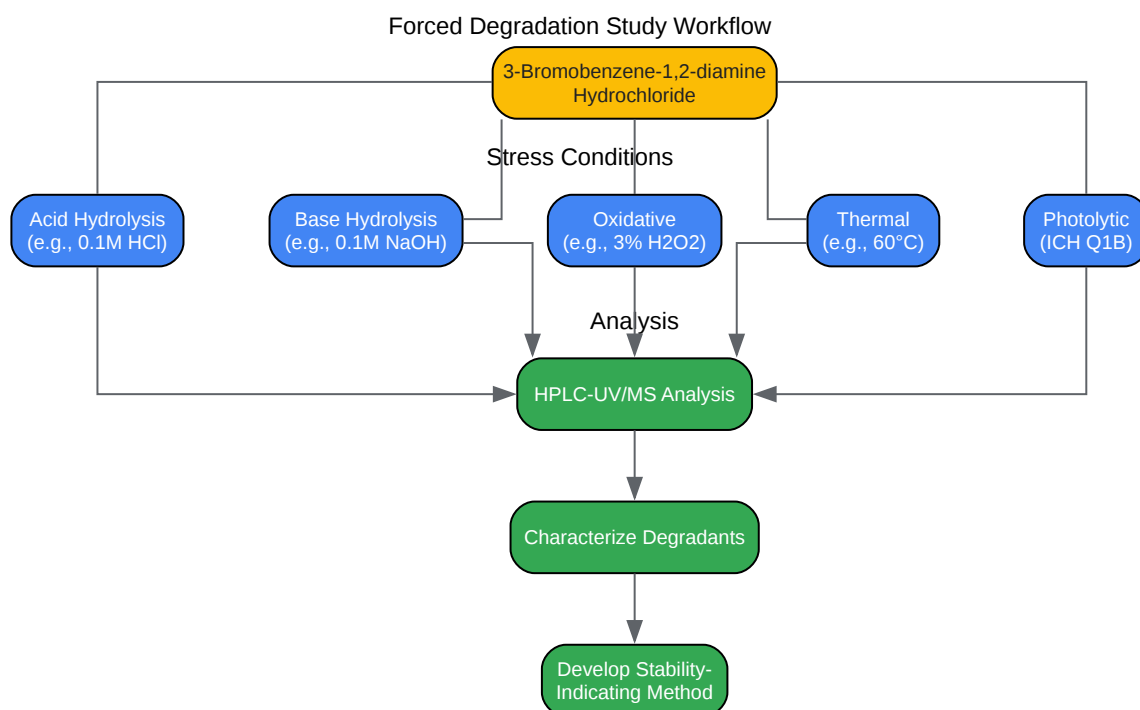 Forced Degradation Study Workflow
3-Bromobenzene-1,2-diamine
Hydrochloride
Stress Conditions
Acid Hydrolysis
(e.g., 0.1M HCl)
Base Hydrolysis
(e.g., 0.1M NaOH)
Oxidative
(e.g., 3% H2O2)
Thermal
(e.g., 60°C)
Photolytic
(ICH Q1B)
Analysis
HPLC-UV/MS Analysis
Characterize Degradants
Develop Stability-
Indicating Method